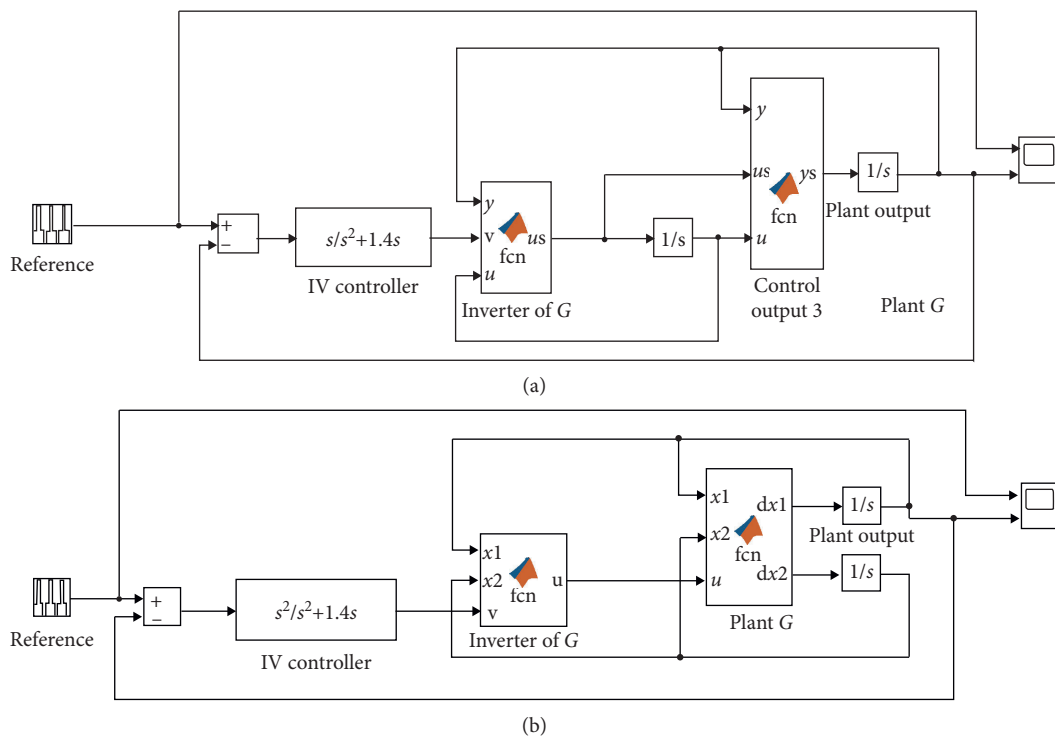 y
us
ys
fcn
u
1/s
Plant output
Control
output 3
Plant G
y
v
us
fcn
u
Inverter of G
1/s
+
−
s/s²+1.4s
IV controller
Reference
(a)
x1
dx1
x2
fcn
dx2
u
1/s
Plant output
1/s
Plant G
x1
x2
u
fcn
v
Inverter of G
+
−
s²/s²+1.4s
IV controller
Reference
(b)